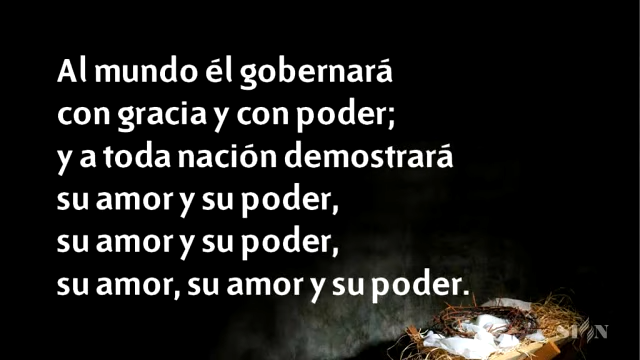 Al mundo él gobernará
con gracia y con poder;
y a toda nación demostrará
su amor y su poder,
su amor y su poder,
su amor, su amor y su poder.
SION